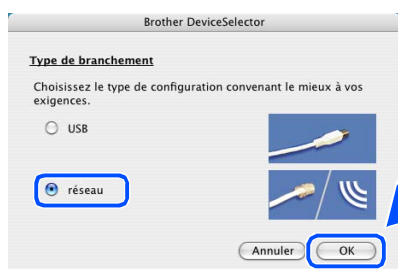 Brother DeviceSelector
Type de branchement
Choisissez le type de configuration convenant le mieux à vos
exigences.
USB
réseau
Annuler OK